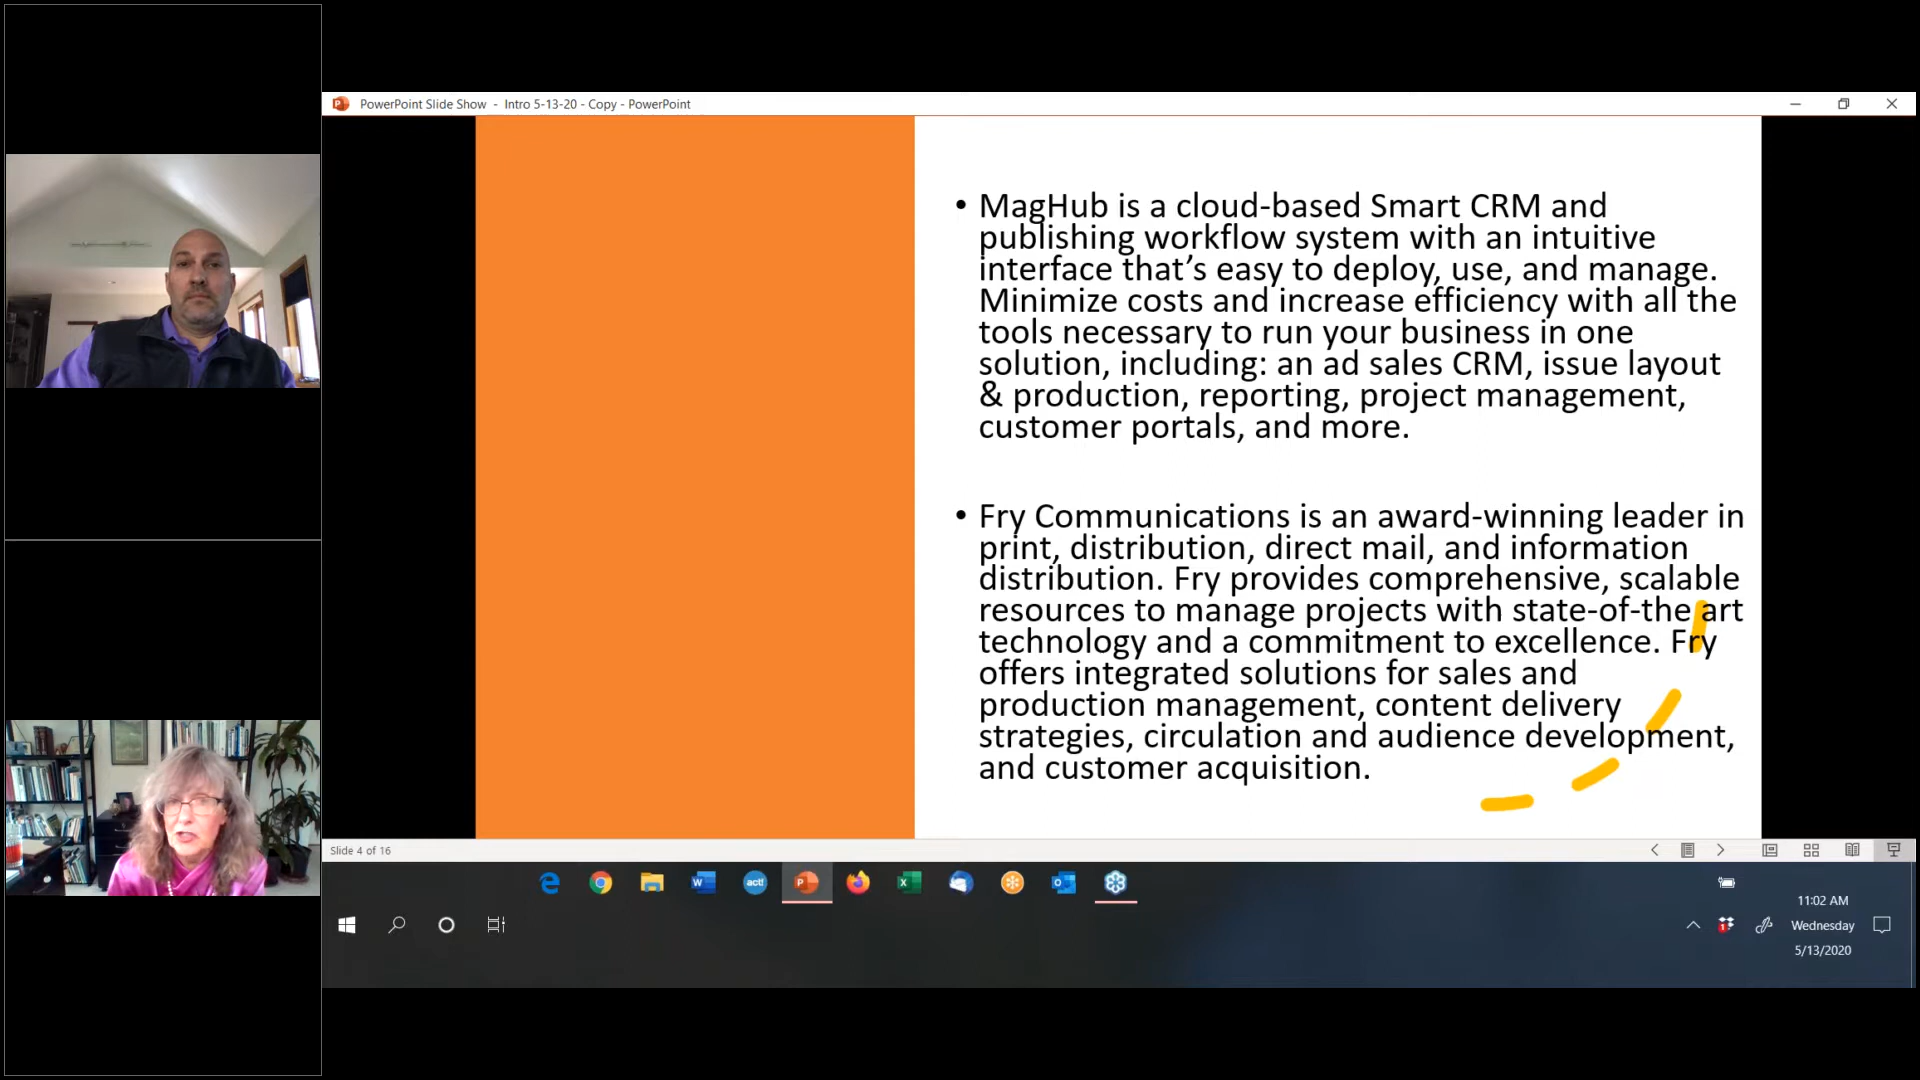 PowerPoint Slide Show - Intro 5-13-20 - Copy - PowerPoint
• MagHub is a cloud-based Smart CRM and
publishing workflow system with an intuitive
interface that’s easy to deploy, use, and manage.
Minimize costs and increase efficiency with all the
tools necessary to run your business in one
solution, including: an ad sales CRM, issue layout
& production, reporting, project management,
customer portals, and more.
• Fry Communications is an award-winning leader in
print, distribution, direct mail, and information
distribution. Fry provides comprehensive, scalable
resources to manage projects with state-of-the art
technology and a commitment to excellence. Fry
offers integrated solutions for sales and
production management, content delivery
strategies, circulation and audience development,
and customer acquisition.
Slide 4 of 16
act!
11:02 AM
Wednesday
5/13/2020